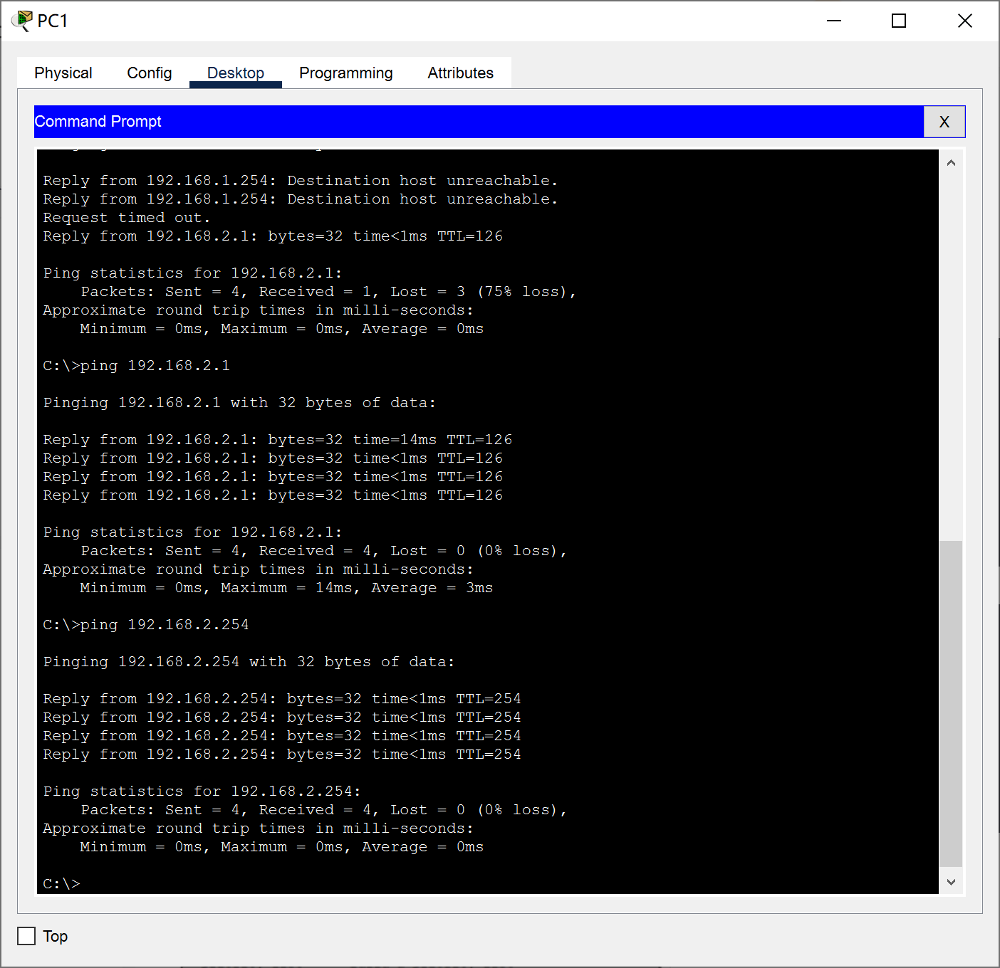 PC1
Physical Config Desktop Programming Attributes
Command Prompt X
Reply from 192.168.1.254: Destination host unreachable.
Reply from 192.168.1.254: Destination host unreachable.
Request timed out.
Reply from 192.168.2.1: bytes=32 time<1ms TTL=126
Ping statistics for 192.168.2.1:
Packets: Sent = 4, Received = 1, Lost = 3 (75% loss),
Approximate round trip times in milli-seconds:
Minimum = 0ms, Maximum = 0ms, Average = 0ms
C:\>ping 192.168.2.1
Pinging 192.168.2.1 with 32 bytes of data:
Reply from 192.168.2.1: bytes=32 time=14ms TTL=126
Reply from 192.168.2.1: bytes=32 time<1ms TTL=126
Reply from 192.168.2.1: bytes=32 time<1ms TTL=126
Reply from 192.168.2.1: bytes=32 time<1ms TTL=126
Ping statistics for 192.168.2.1:
Packets: Sent = 4, Received = 4, Lost = 0 (0% loss),
Approximate round trip times in milli-seconds:
Minimum = 0ms, Maximum = 14ms, Average = 3ms
C:\>ping 192.168.2.254
Pinging 192.168.2.254 with 32 bytes of data:
Reply from 192.168.2.254: bytes=32 time<1ms TTL=254
Reply from 192.168.2.254: bytes=32 time<1ms TTL=254
Reply from 192.168.2.254: bytes=32 time<1ms TTL=254
Reply from 192.168.2.254: bytes=32 time<1ms TTL=254
Ping statistics for 192.168.2.254:
Packets: Sent = 4, Received = 4, Lost = 0 (0% loss),
Approximate round trip times in milli-seconds:
Minimum = 0ms, Maximum = 0ms, Average = 0ms
C:\>
Top